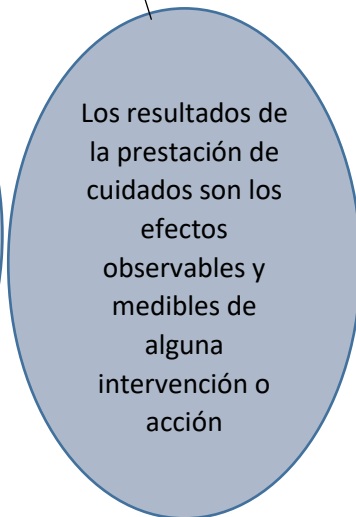 Los resultados de
la prestación de
cuidados son los
efectos
observables y
medibles de
alguna
intervención o
acción